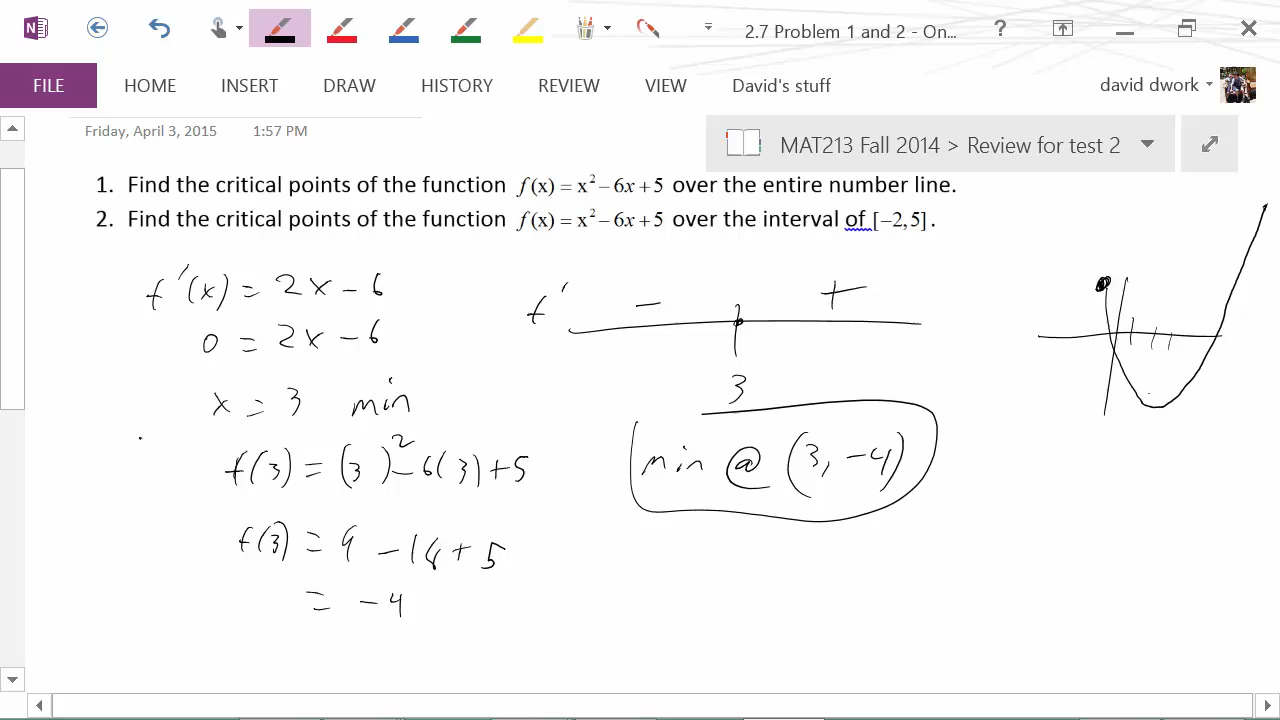 2.7 Problem 1 and 2 - On...
?
FILE HOME INSERT DRAW HISTORY REVIEW VIEW David's stuff david dwork
Friday, April 3, 2015 1:57 PM
MAT213 Fall 2014 > Review for test 2
1. Find the critical points of the function f(x) = x² – 6x + 5 over the entire number line.
2. Find the critical points of the function f(x) = x² – 6x + 5 over the interval of [–2,5].
f'(x) = 2x – 6
0 = 2x – 6
x = 3 min
f(3) = (3)² – 6(3) + 5
f(3) = 9 – 18 + 5
= –4
f' – +
3
min @ (3, –4)